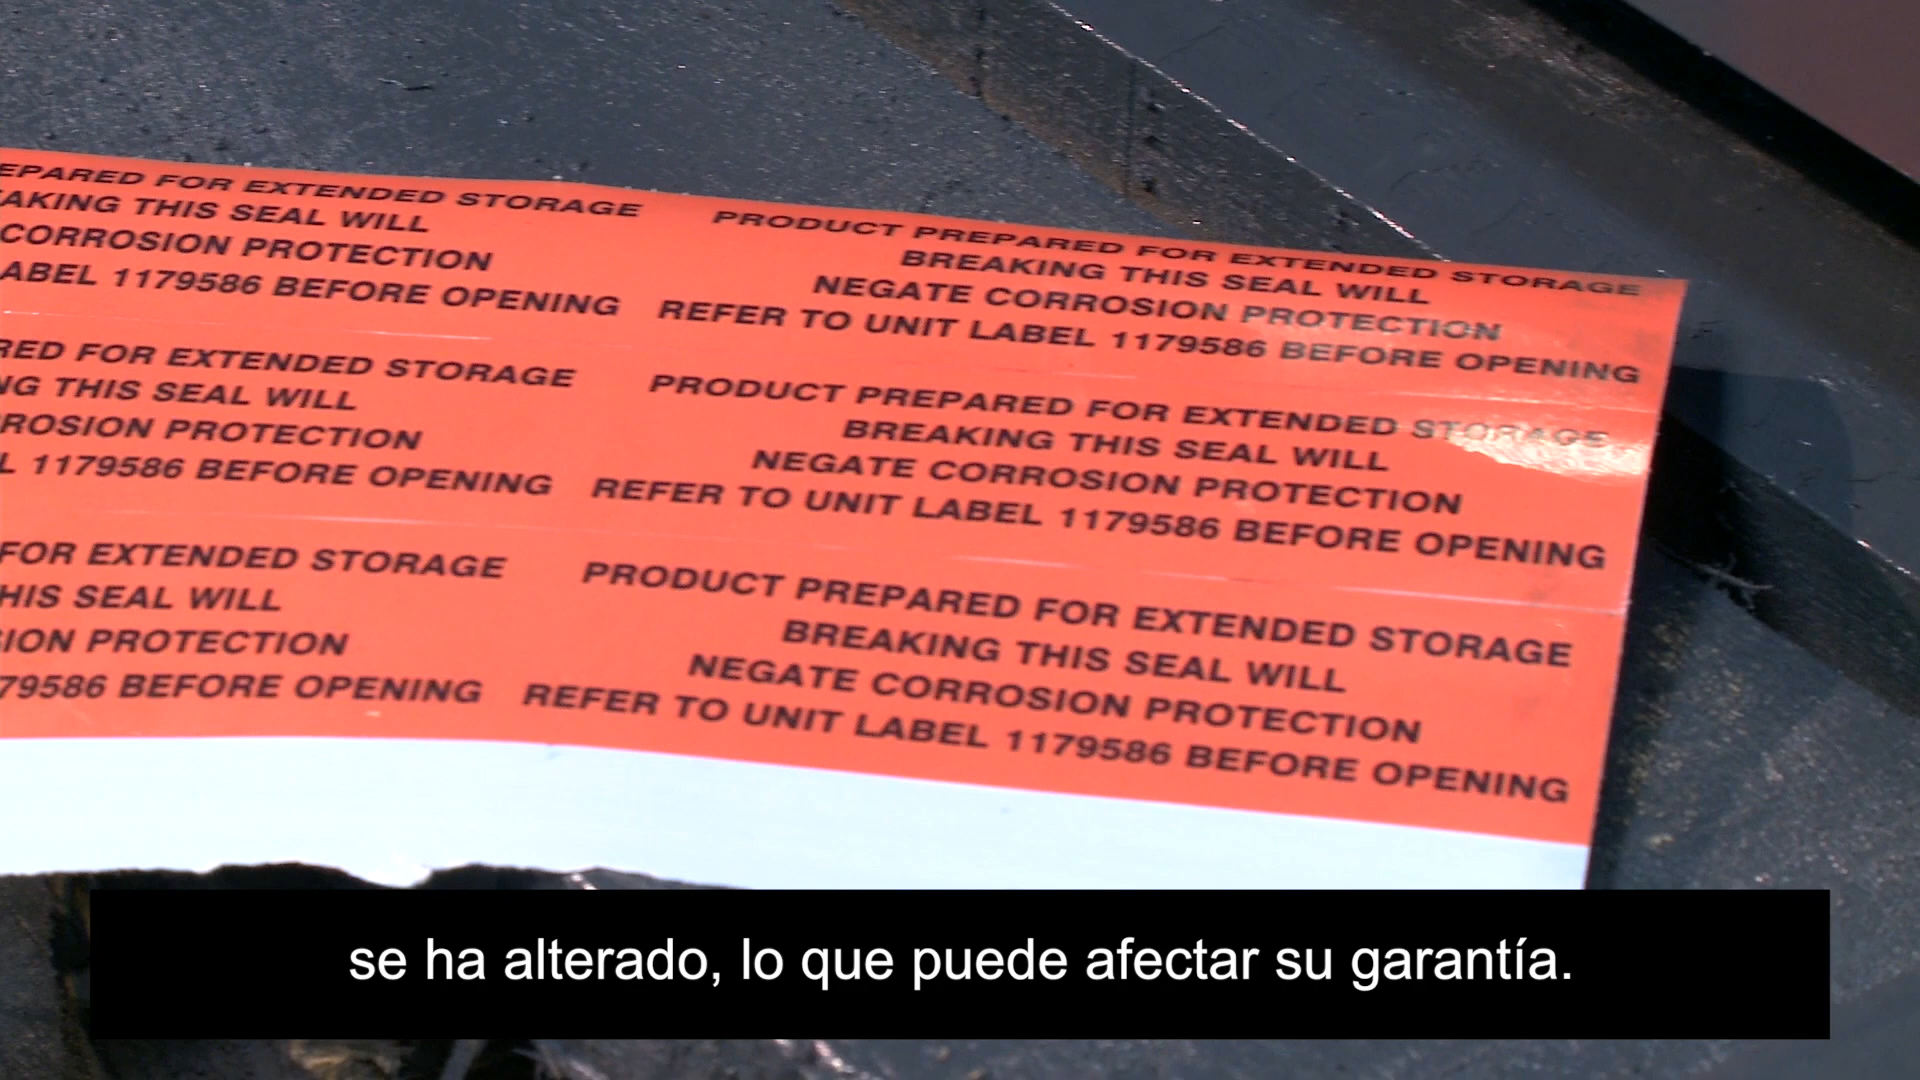 EPARED FOR EXTENDED STORAGE
AKING THIS SEAL WILL
CORROSION PROTECTION
ABEL 1179586 BEFORE OPENING
PRODUCT PREPARED FOR EXTENDED STORAGE
BREAKING THIS SEAL WILL
NEGATE CORROSION PROTECTION
REFER TO UNIT LABEL 1179586 BEFORE OPENING
RED FOR EXTENDED STORAGE
NG THIS SEAL WILL
ROSION PROTECTION
L 1179586 BEFORE OPENING
PRODUCT PREPARED FOR EXTENDED STORAGE
BREAKING THIS SEAL WILL
NEGATE CORROSION PROTECTION
REFER TO UNIT LABEL 1179586 BEFORE OPENING
FOR EXTENDED STORAGE
HIS SEAL WILL
ION PROTECTION
79586 BEFORE OPENING
PRODUCT PREPARED FOR EXTENDED STORAGE
BREAKING THIS SEAL WILL
NEGATE CORROSION PROTECTION
REFER TO UNIT LABEL 1179586 BEFORE OPENING
se ha alterado, lo que puede afectar su garantía.